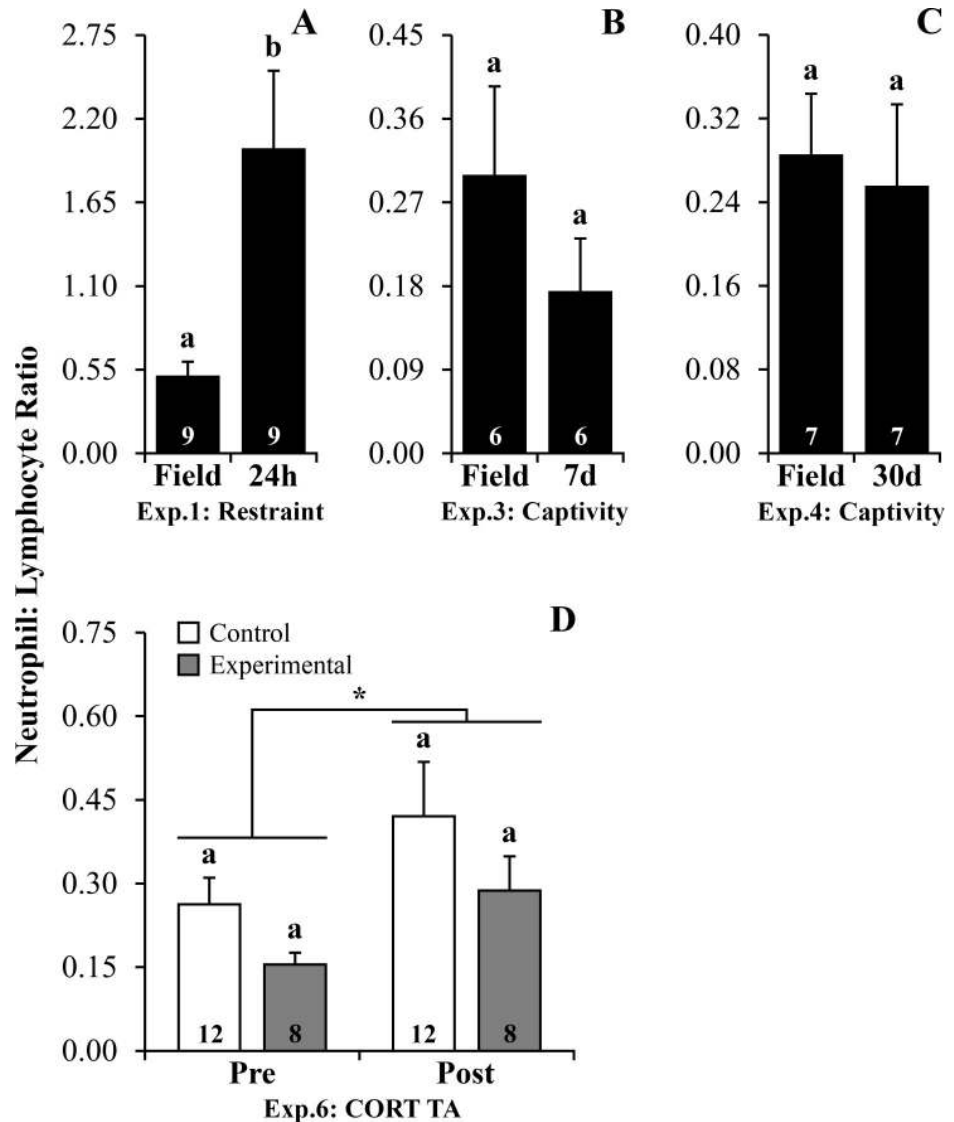 Neutrophil: Lymphocyte Ratio
A
2.75
2.20
1.65
1.10
0.55
0.00
a
b
9
9
Field 24h
Exp.1: Restraint
B
0.45
0.36
0.27
0.18
0.09
0.00
a
a
6
6
Field 7d
Exp.3: Captivity
C
0.40
0.32
0.24
0.16
0.08
0.00
a
a
7
7
Field 30d
Exp.4: Captivity
D
0.75
0.60
0.45
0.30
0.15
0.00
Control
Experimental
*
a
a
a
a
12
8
12
8
Pre Post
Exp.6: CORT TA